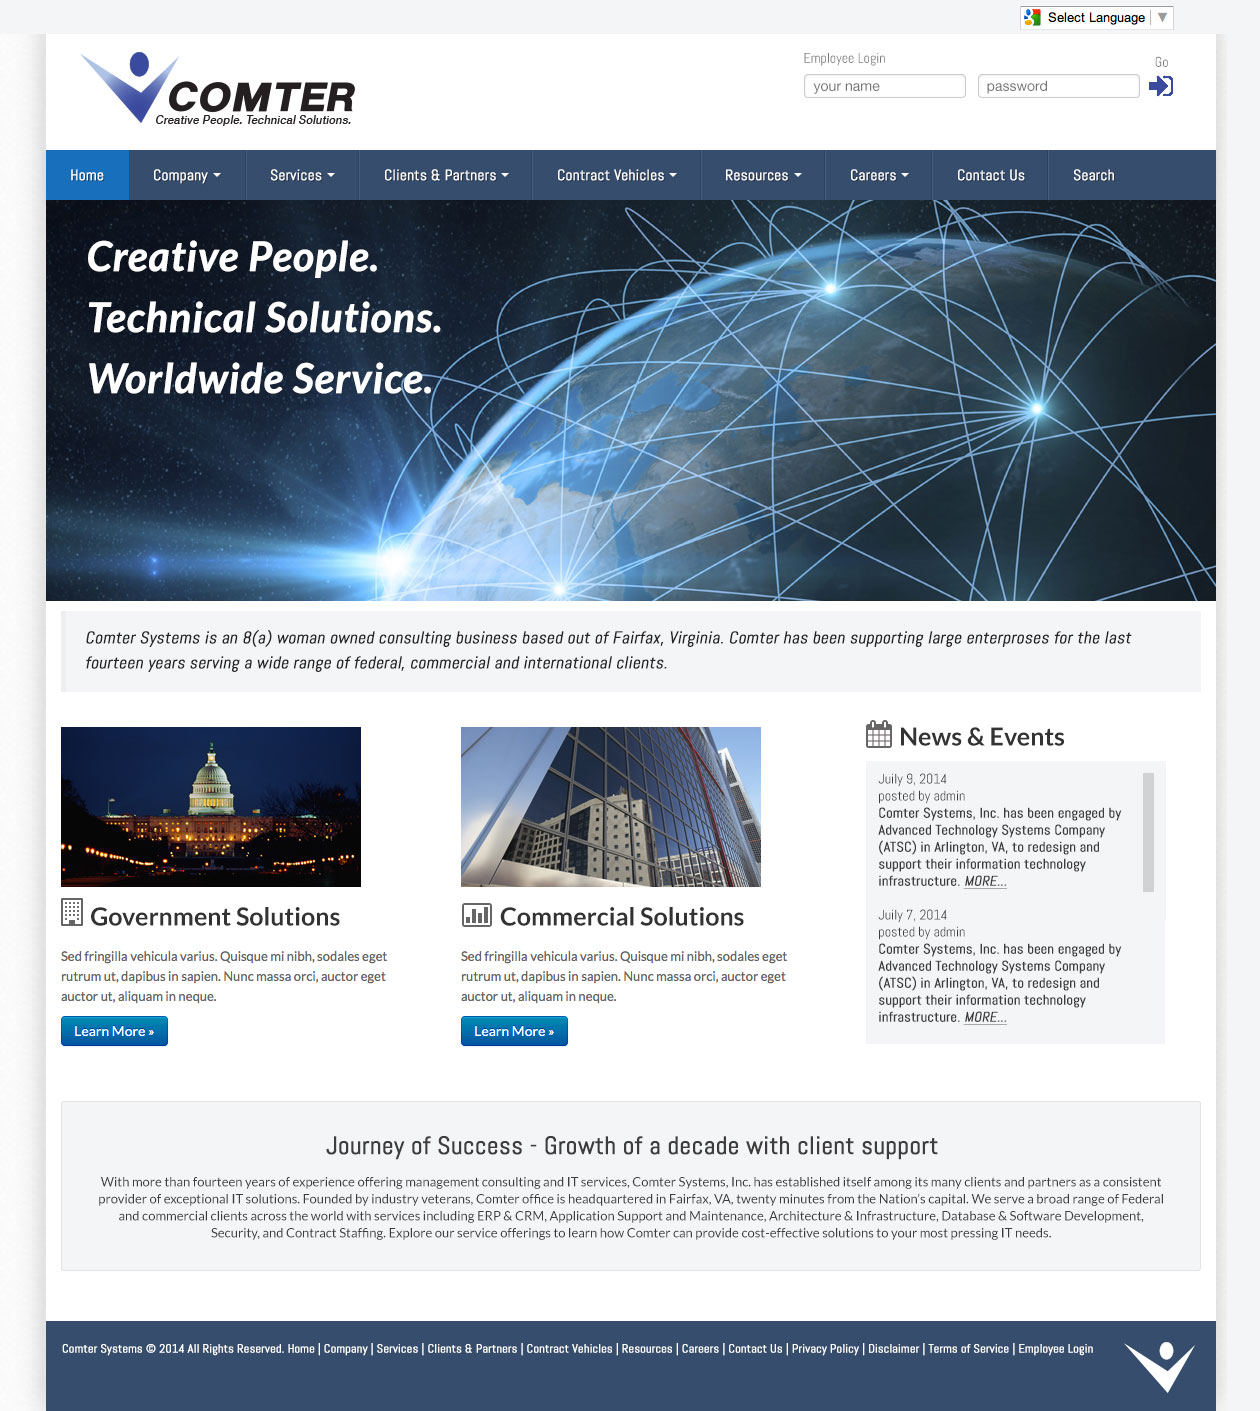 Select Language
COMTER
Creative People. Technical Solutions.
Employee Login
your name
password
Go
Home
Company
Services
Clients & Partners
Contract Vehicles
Resources
Careers
Contact Us
Search
Creative People.
Technical Solutions.
Worldwide Service.
Comter Systems is an 8(a) woman owned consulting business based out of Fairfax, Virginia. Comter has been supporting large enterproses for the last
fourteen years serving a wide range of federal, commercial and international clients.
Government Solutions
Sed fringilla vehicula varius. Quisque mi nibh, sodales eget
rutrum ut, dapibus in sapien. Nunc massa orci, auctor eget
auctor ut, aliquam in neque.
Learn More »
Commercial Solutions
Sed fringilla vehicula varius. Quisque mi nibh, sodales eget
rutrum ut, dapibus in sapien. Nunc massa orci, auctor eget
auctor ut, aliquam in neque.
Learn More »
News & Events
Juily 9, 2014
posted by admin
Comter Systems, Inc. has been engaged by
Advanced Technology Systems Company
(ATSC) in Arlington, VA, to redesign and
support their information technology
infrastructure. MORE...
Juily 7, 2014
posted by admin
Comter Systems, Inc. has been engaged by
Advanced Technology Systems Company
(ATSC) in Arlington, VA, to redesign and
support their information technology
infrastructure. MORE...
Journey of Success - Growth of a decade with client support
With more than fourteen years of experience offering management consulting and IT services, Comter Systems, Inc. has established itself among its many clients and partners as a consistent
provider of exceptional IT solutions. Founded by industry veterans, Comter office is headquartered in Fairfax, VA, twenty minutes from the Nation's capital. We serve a broad range of Federal
and commercial clients across the world with services including ERP & CRM, Application Support and Maintenance, Architecture & Infrastructure, Database & Software Development,
Security, and Contract Staffing. Explore our service offerings to learn how Comter can provide cost-effective solutions to your most pressing IT needs.
Comter Systems © 2014 All Rights Reserved. Home | Company | Services | Clients & Partners | Contract Vehicles | Resources | Careers | Contact Us | Privacy Policy | Disclaimer | Terms of Service | Employee Login